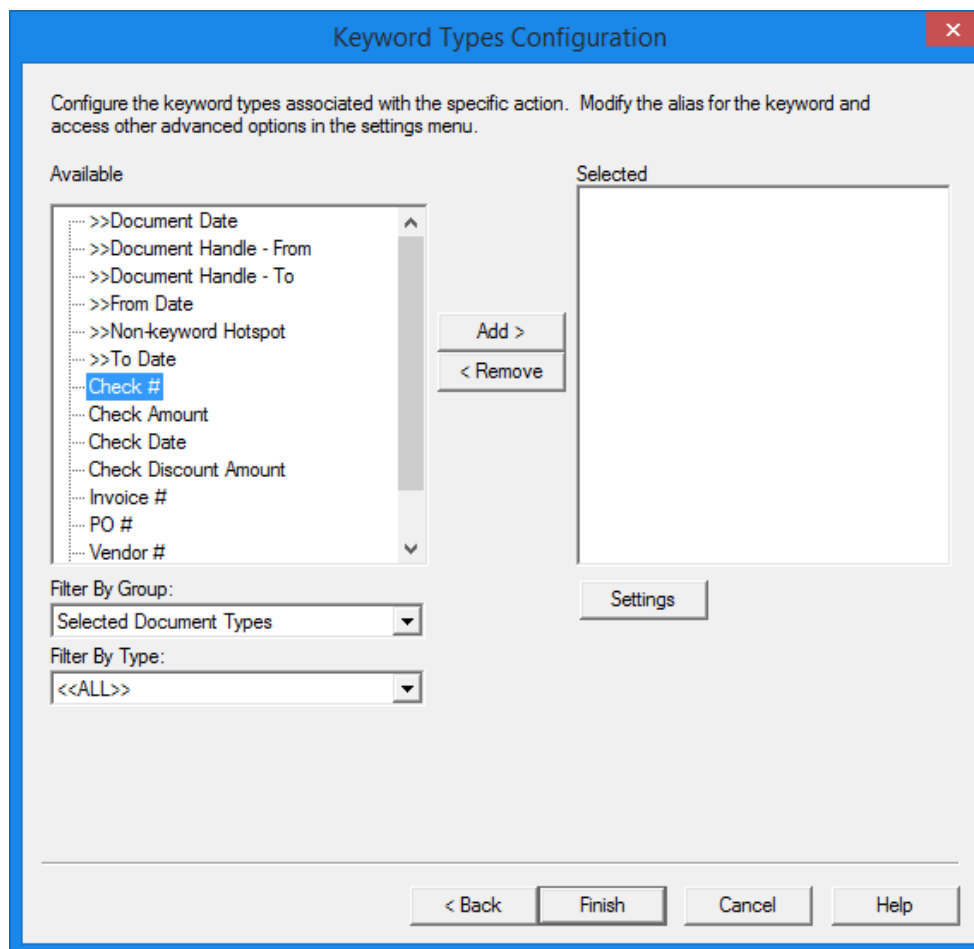 Keyword Types Configuration
Configure the keyword types associated with the specific action. Modify the alias for the keyword and
access other advanced options in the settings menu.
Available
>>Document Date
>>Document Handle - From
>>Document Handle - To
>>From Date
>>Non-keyword Hotspot
>>To Date
Check #
Check Amount
Check Date
Check Discount Amount
Invoice #
PO #
Vendor #
Add >
< Remove
Selected
Settings
Filter By Group:
Selected Document Types
Filter By Type:
<<ALL>>
< Back
Finish
Cancel
Help